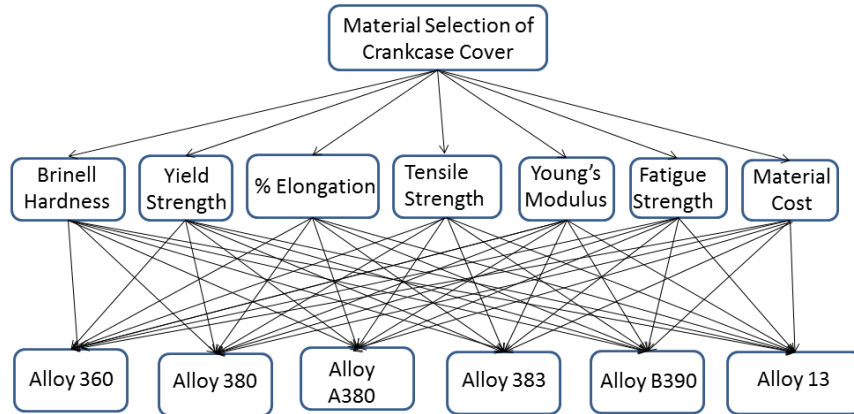 Material Selection of
Crankcase Cover
Brinell
Hardness
Yield
Strength
% Elongation
Tensile
Strength
Young's
Modulus
Fatigue
Strength
Material
Cost
Alloy 360
Alloy 380
Alloy
A380
Alloy 383
Alloy B390
Alloy 13